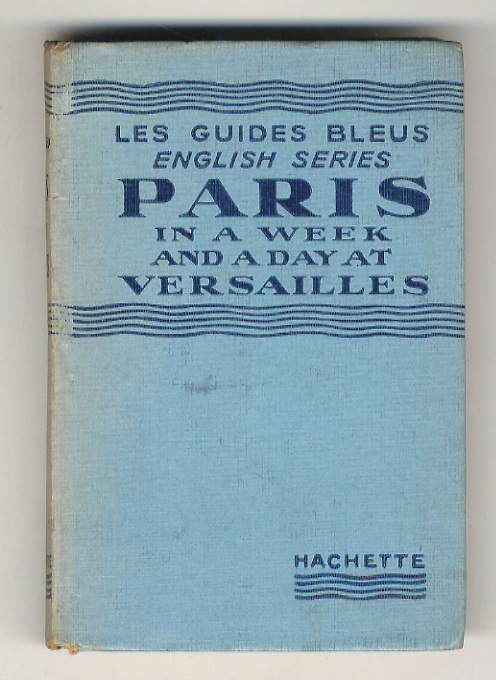 LES GUIDES BLEUS
ENGLISH SERIES
PARIS
IN A WEEK
AND A DAY AT
VERSAILLES
HACHETTE